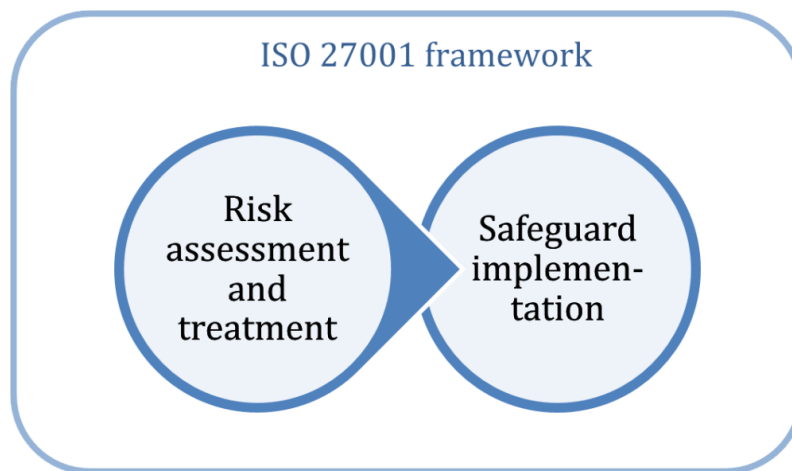 ISO 27001 framework
Risk
assessment
and
treatment
Safeguard
implemen-
tation